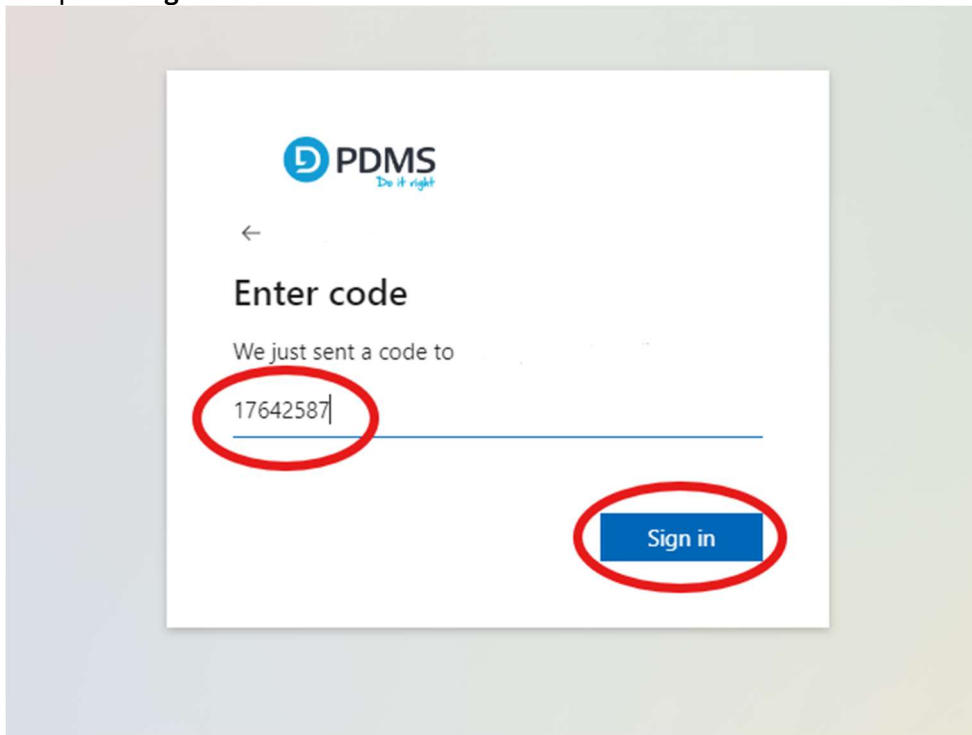 PDMS
Do it right
←
Enter code
We just sent a code to
17642587
Sign in